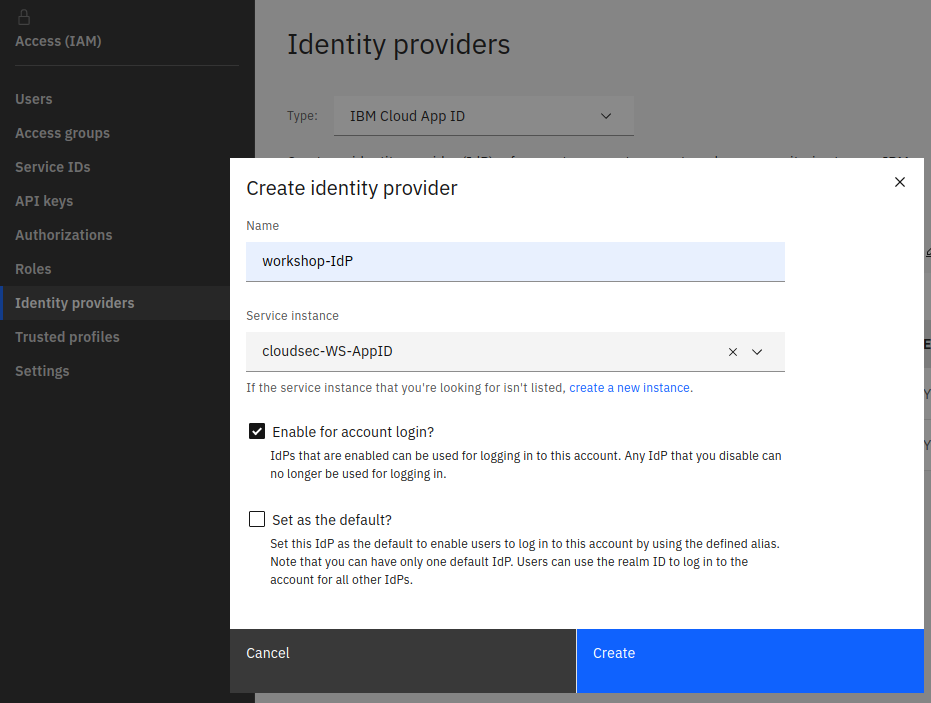 Access (IAM)
Users
Access groups
Service IDs
API keys
Authorizations
Roles
Identity providers
Trusted profiles
Settings
Identity providers
Type:
IBM Cloud App ID
Create identity provider
Name
workshop-IdP
Service instance
cloudsec-WS-AppID
If the service instance that you're looking for isn't listed, create a new instance.
Enable for account login?
IdPs that are enabled can be used for logging in to this account. Any IdP that you disable can
no longer be used for logging in.
Set as the default?
Set this IdP as the default to enable users to log in to this account by using the defined alias.
Note that you can have only one default IdP. Users can use the realm ID to log in to the
account for all other IdPs.
Cancel
Create